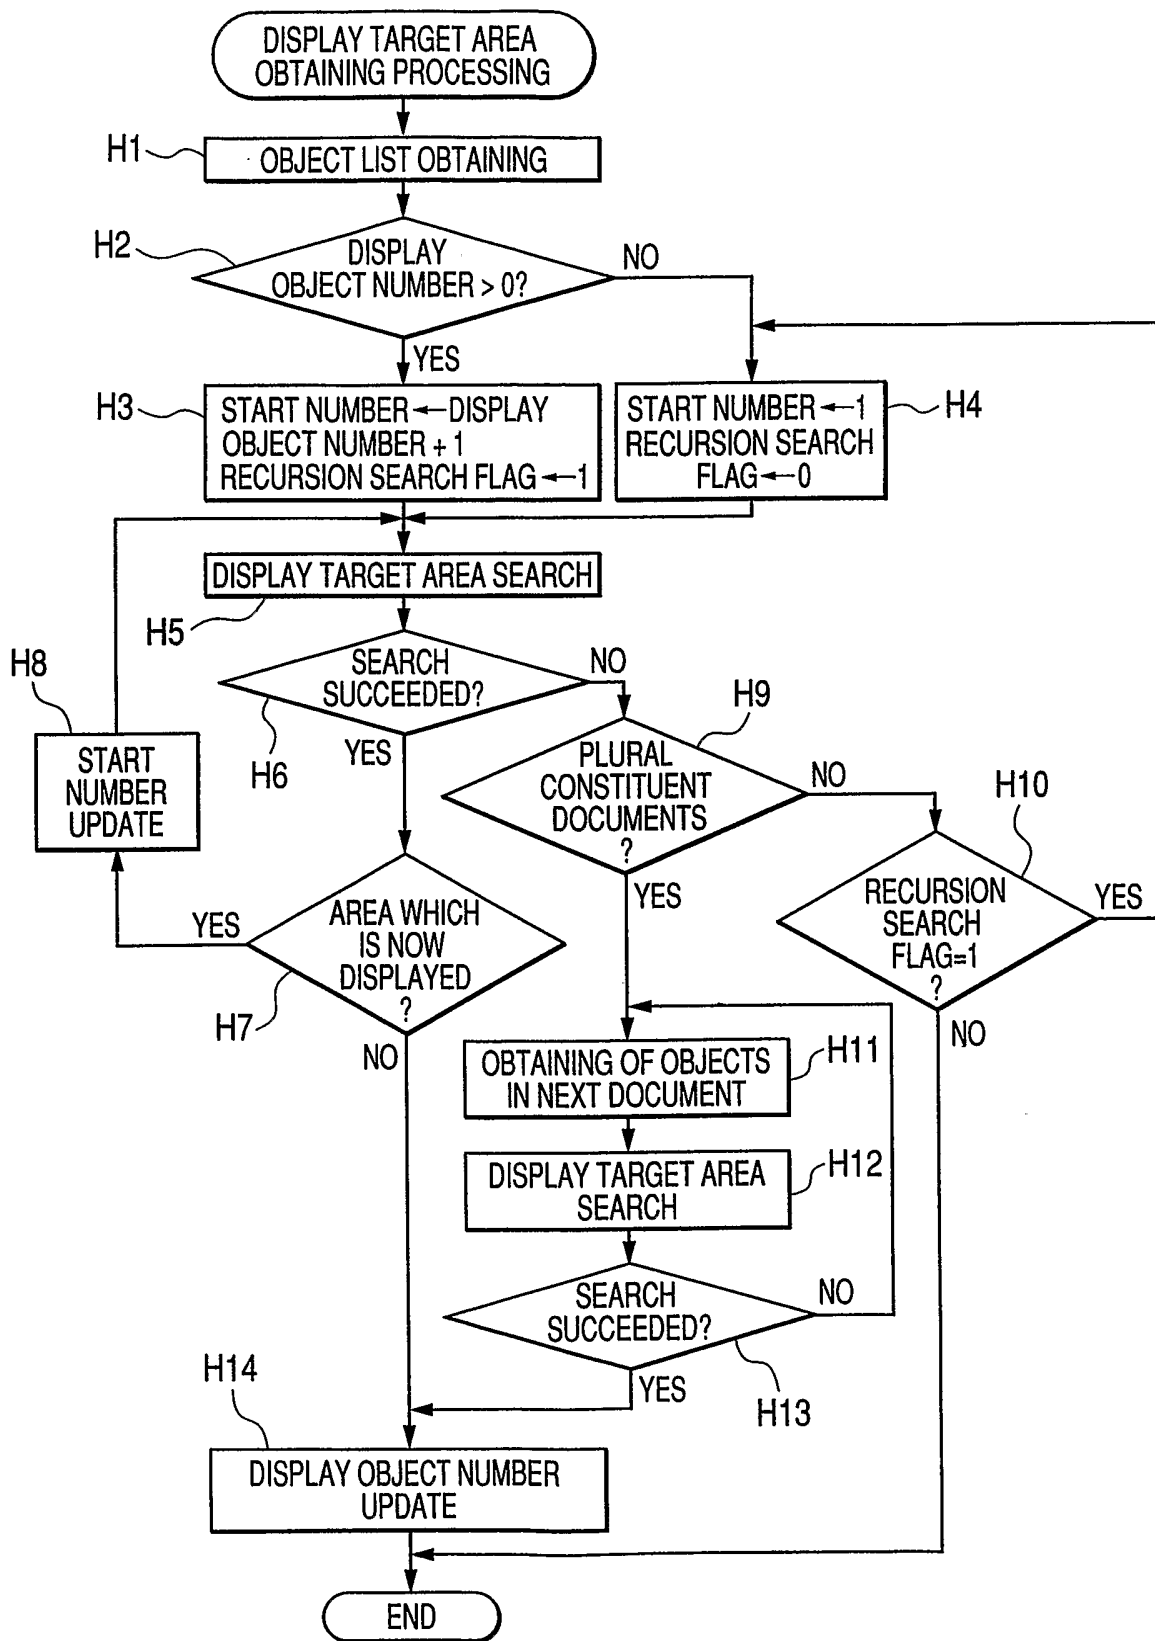 DISPLAY TARGET AREA
OBTAINING PROCESSING
H1
OBJECT LIST OBTAINING
H2
DISPLAY
OBJECT NUMBER > 0?
NO
YES
H3
START NUMBER ← DISPLAY
OBJECT NUMBER + 1
RECURSION SEARCH FLAG ← 1
START NUMBER ← 1
RECURSION SEARCH
FLAG ← 0
H4
DISPLAY TARGET AREA SEARCH
H5
SEARCH
SUCCEEDED?
NO
H6
YES
H8
START
NUMBER
UPDATE
H9
PLURAL
CONSTITUENT
DOCUMENTS
?
NO
YES
H10
RECURSION
SEARCH
FLAG=1
?
YES
NO
AREA WHICH
IS NOW
DISPLAYED
?
YES
H7
NO
OBTAINING OF OBJECTS
IN NEXT DOCUMENT
H11
DISPLAY TARGET AREA
SEARCH
H12
SEARCH
SUCCEEDED?
NO
YES
H13
H14
DISPLAY OBJECT NUMBER
UPDATE
END